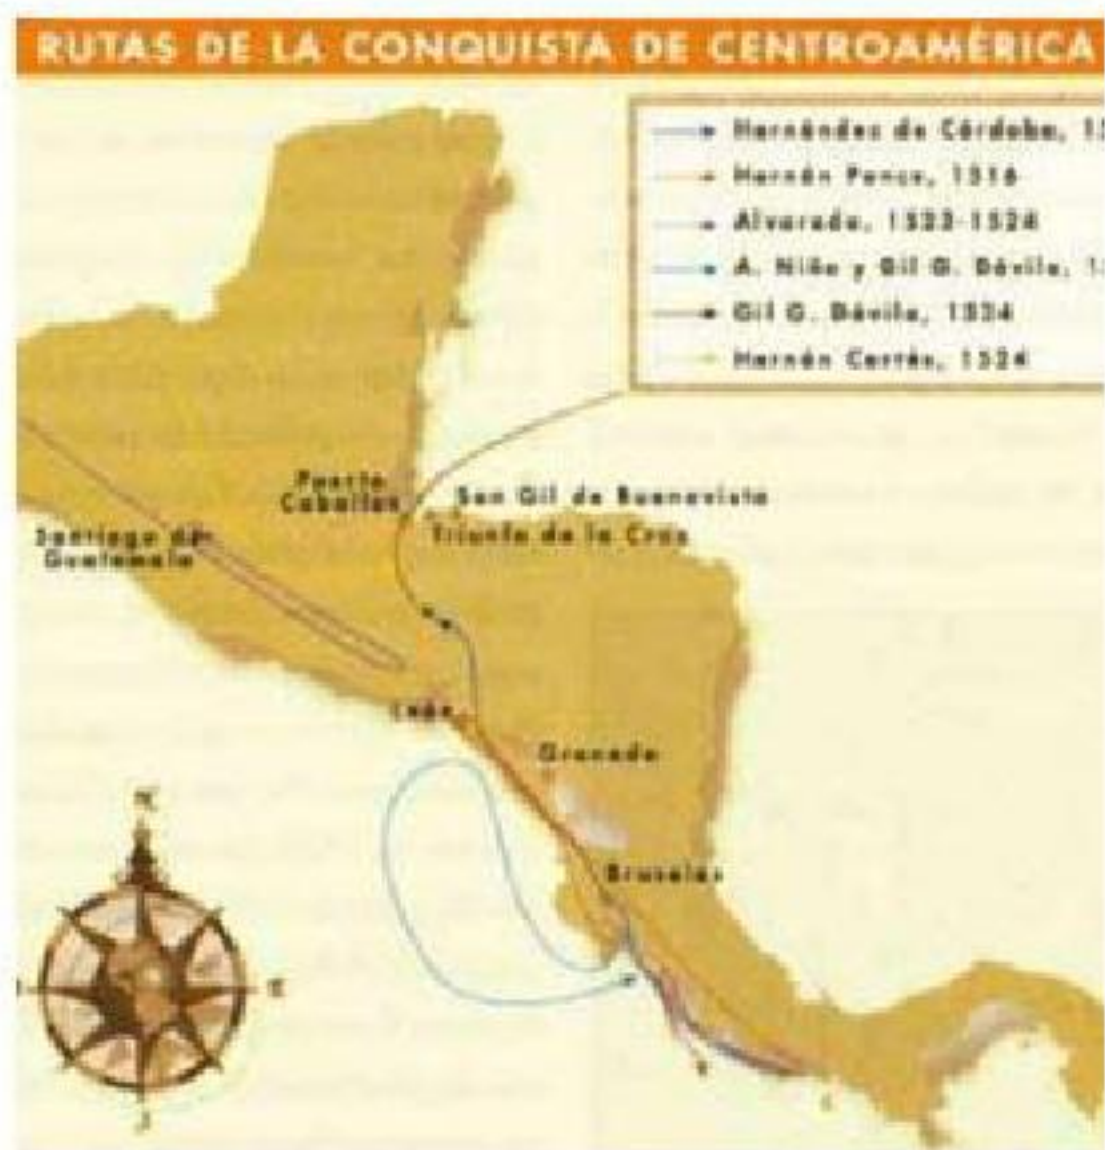 RUTAS DE LA CONQUISTA DE CENTROAMÉRICA
Hernández de Córdoba,
Hernán Ponce, 1516
Alvarado, 1523-1524
A. Niño y Gil G. Dávila,
Gil G. Dávila, 1524
Hernán Cortés, 1524
Puerto
Caballos
San Gil de Buenavista
Triunfo de la Cruz
Santiago de
Guatemala
León
Granada
Bruselas
N
E